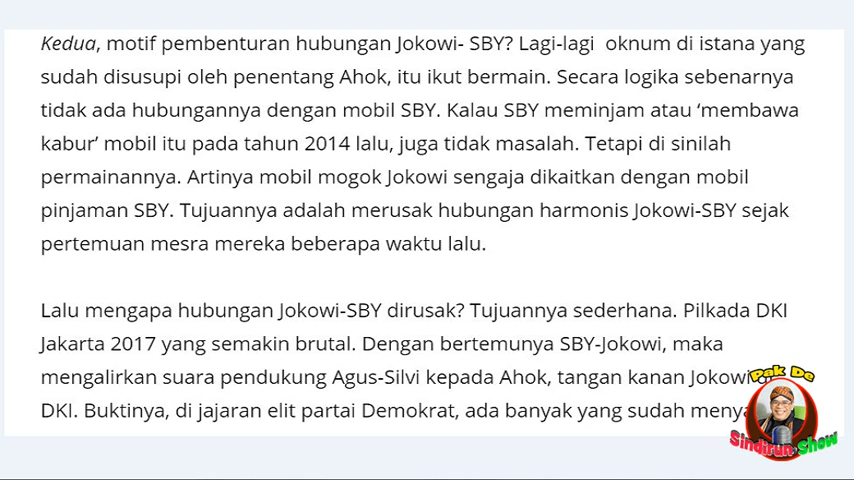 Kedua, motif pembenturan hubungan Jokowi- SBY? Lagi-lagi oknum di istana yang
sudah disusupi oleh penentang Ahok, itu ikut bermain. Secara logika sebenarnya
tidak ada hubungannya dengan mobil SBY. Kalau SBY meminjam atau ‘membawa
kabur’ mobil itu pada tahun 2014 lalu, juga tidak masalah. Tetapi di sinilah
permainannya. Artinya mobil mogok Jokowi sengaja dikaitkan dengan mobil
pinjaman SBY. Tujuannya adalah merusak hubungan harmonis Jokowi-SBY sejak
pertemuan mesra mereka beberapa waktu lalu.
Lalu mengapa hubungan Jokowi-SBY dirusak? Tujuannya sederhana. Pilkada DKI
Jakarta 2017 yang semakin brutal. Dengan bertemunya SBY-Jokowi, maka
mengalirkan suara pendukung Agus-Silvi kepada Ahok, tangan kanan Jokowi
DKI. Buktinya, di jajaran elit partai Demokrat, ada banyak yang sudah
Pak De
Sindirun Show